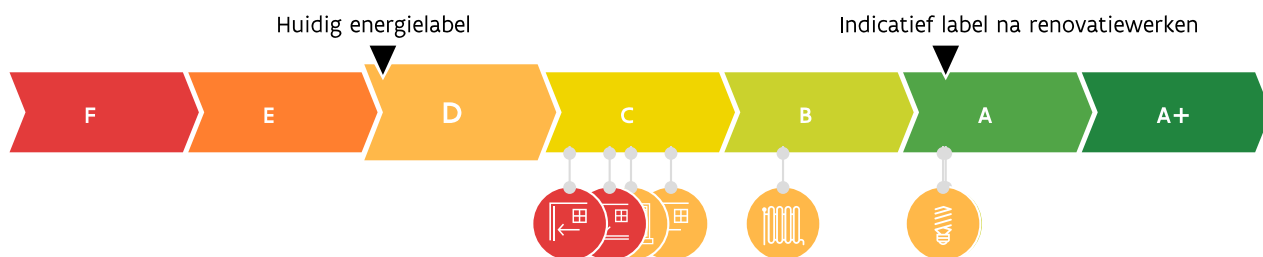 Huidig energielabel
Indicatief label na renovatiewerken
F
E
D
C
B
A
A+